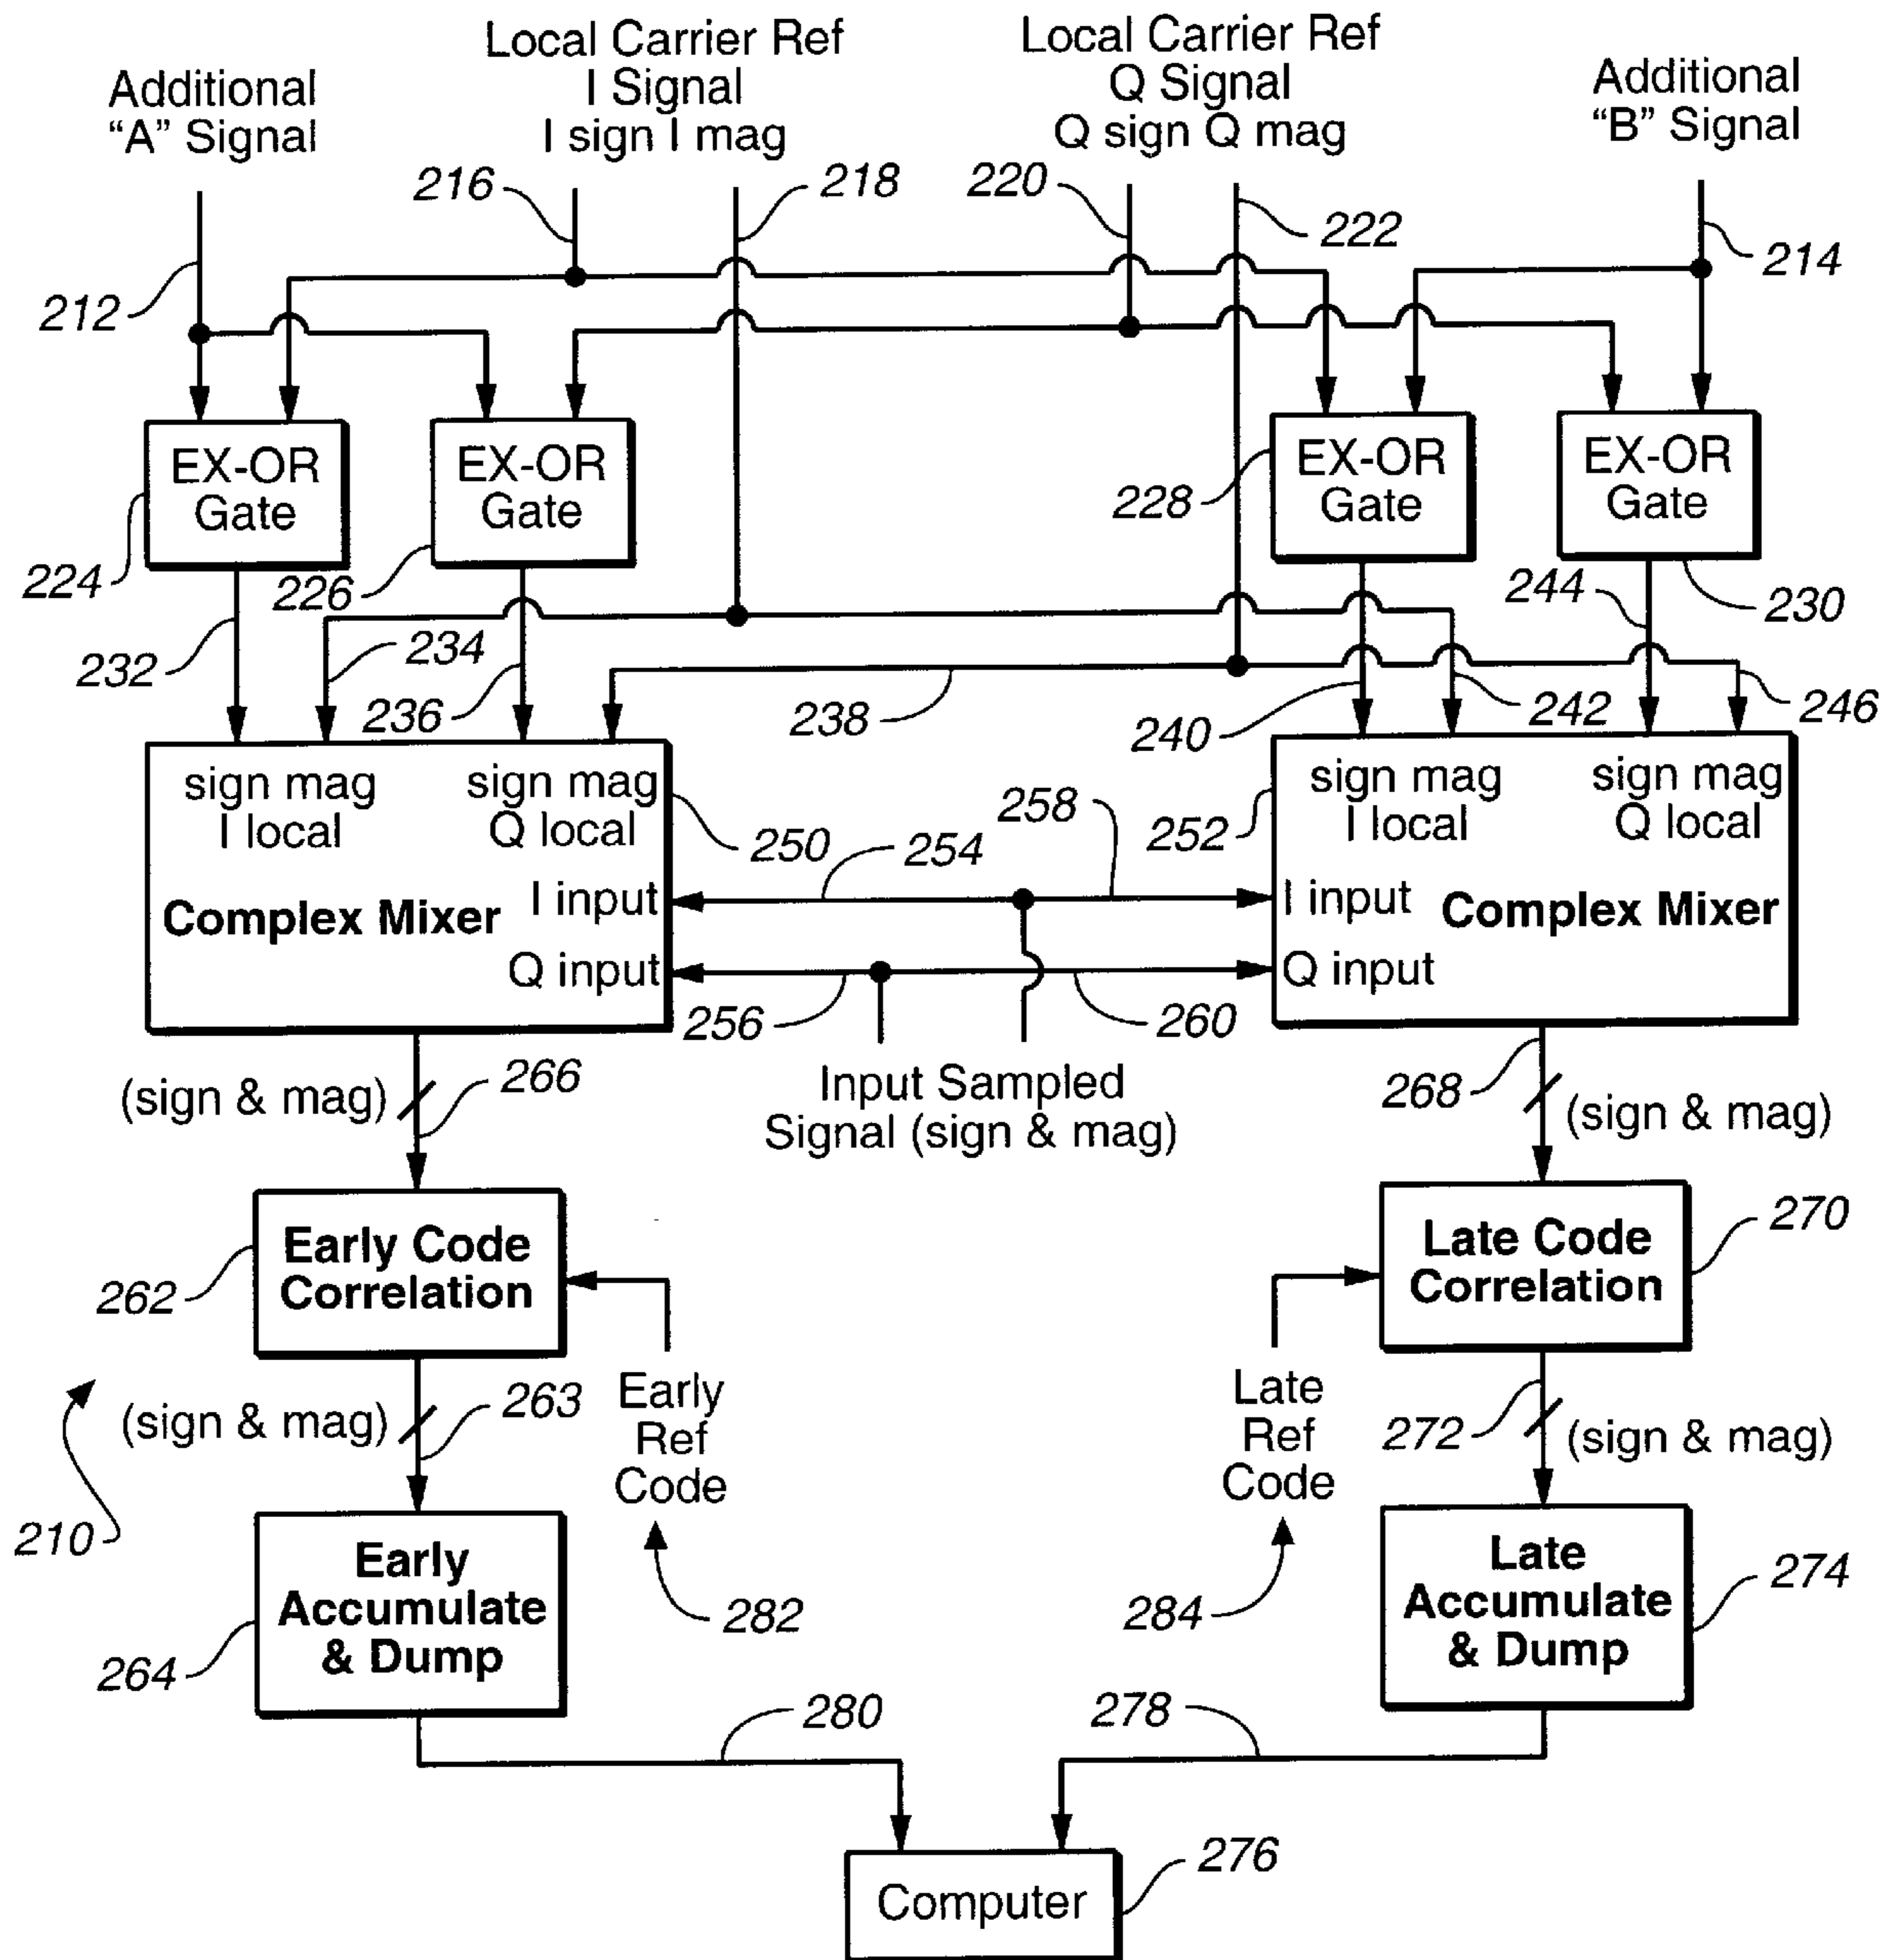 Additional
“A” Signal
Local Carrier Ref
I Signal
I sign I mag
Local Carrier Ref
Q Signal
Q sign Q mag
Additional
“B” Signal
216
218
220
222
214
212
EX-OR
Gate
EX-OR
Gate
EX-OR
Gate
EX-OR
Gate
224
226
228
230
232
234
236
238
240
242
244
246
sign mag
I local
sign mag
Q local
250
Complex Mixer
I input
Q input
254
258
256
260
252
sign mag
I local
sign mag
Q local
I input
Complex Mixer
Q input
Input Sampled
Signal (sign & mag)
(sign & mag)
266
268
(sign & mag)
Early Code
Correlation
262
Late Code
Correlation
270
(sign & mag)
263
Early
Ref
Code
282
Late
Ref
Code
284
272
(sign & mag)
210
Early
Accumulate
& Dump
264
Late
Accumulate
& Dump
274
280
278
Computer
276